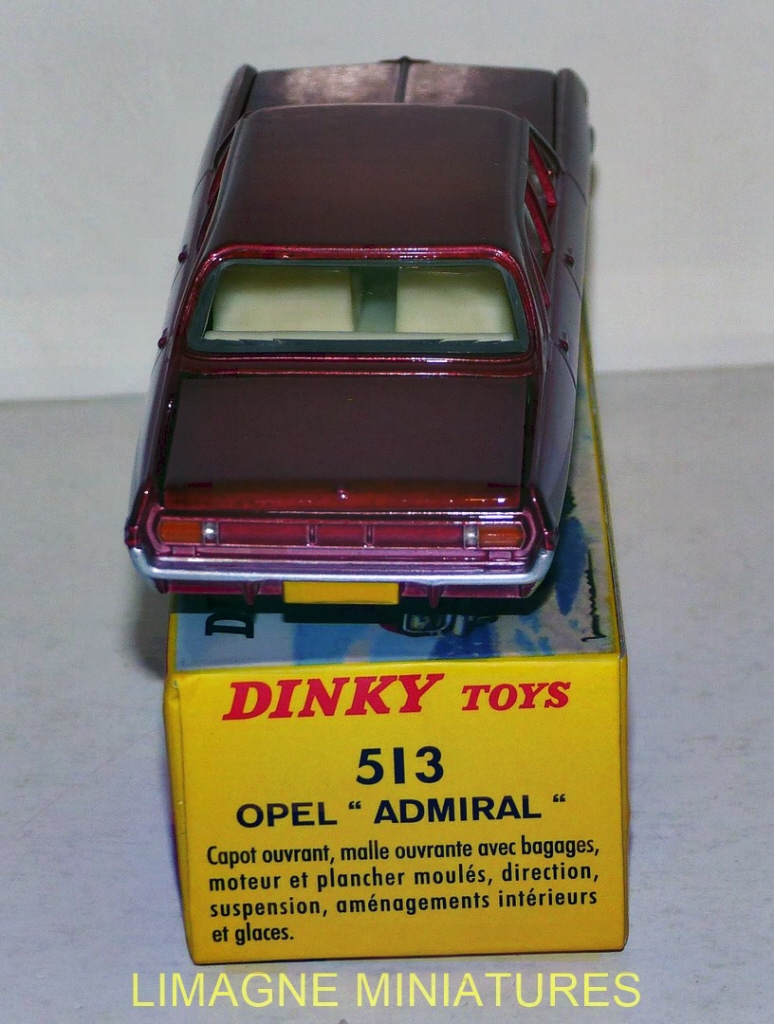 DINKY TOYS
513
OPEL “ ADMIRAL “
Capot ouvrant, malle ouvrante avec bagages,
moteur et plancher moulés, direction,
suspension, aménagements intérieurs
et glaces.
LIMAGNE MINIATURES